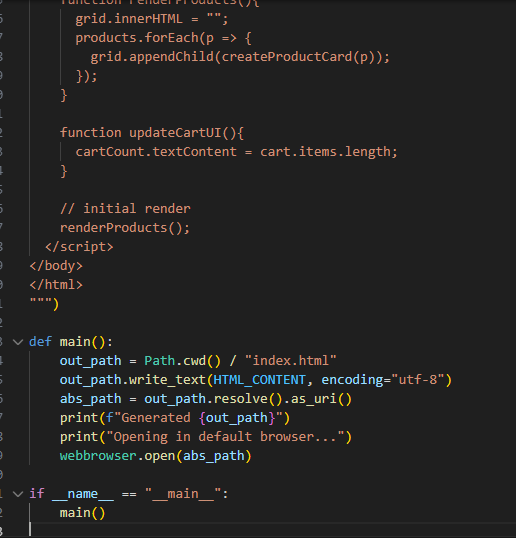 function renderProducts(){
grid.innerHTML = "";
products.forEach(p => {
grid.appendChild(createProductCard(p));
});
}
function updateCartUI(){
cartCount.textContent = cart.items.length;
}
// initial render
renderProducts();
</script>
</body>
</html>
""")
def main():
out_path = Path.cwd() / "index.html"
out_path.write_text(HTML_CONTENT, encoding="utf-8")
abs_path = out_path.resolve().as_uri()
print(f"Generated {out_path}")
print("Opening in default browser...")
webbrowser.open(abs_path)
if __name__ == "__main__":
main()